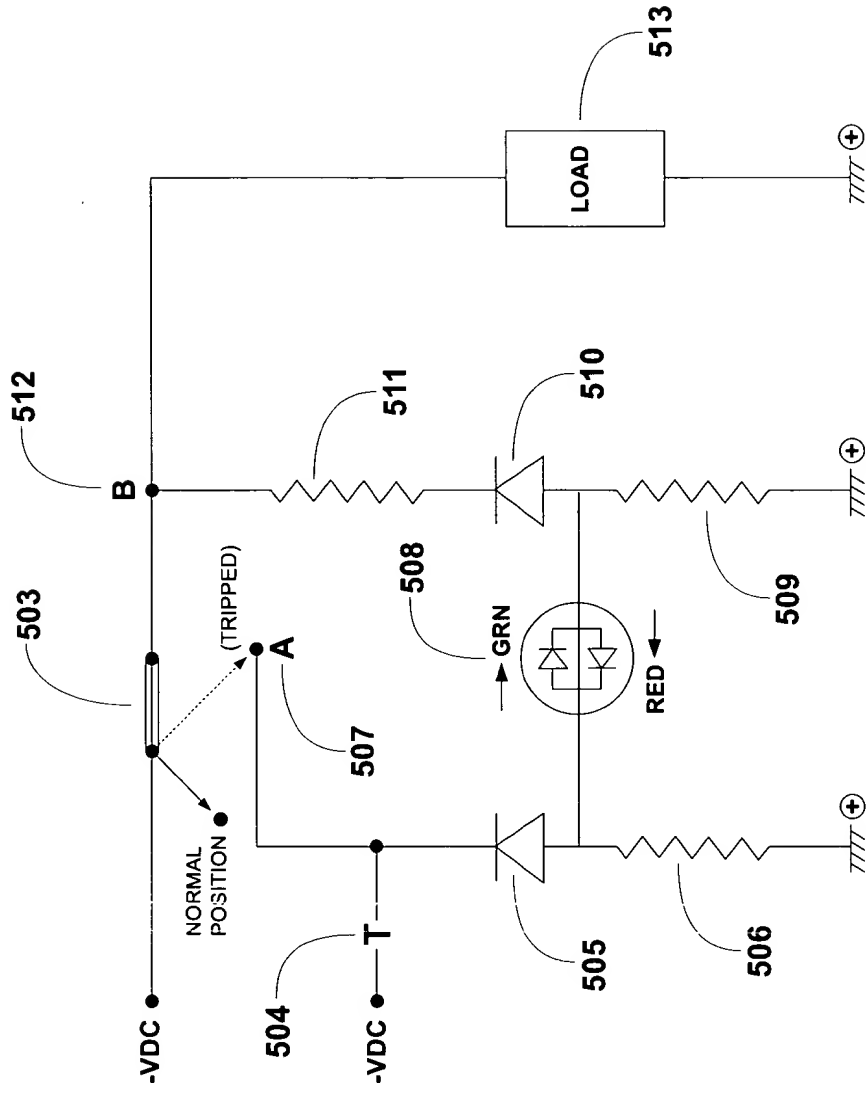 -VDC
503
512
B
NORMAL
POSITION
(TRIPPED)
A
507
-VDC
504
T
508
GRN
RED
505
506
511
510
509
LOAD
513
+
+
+